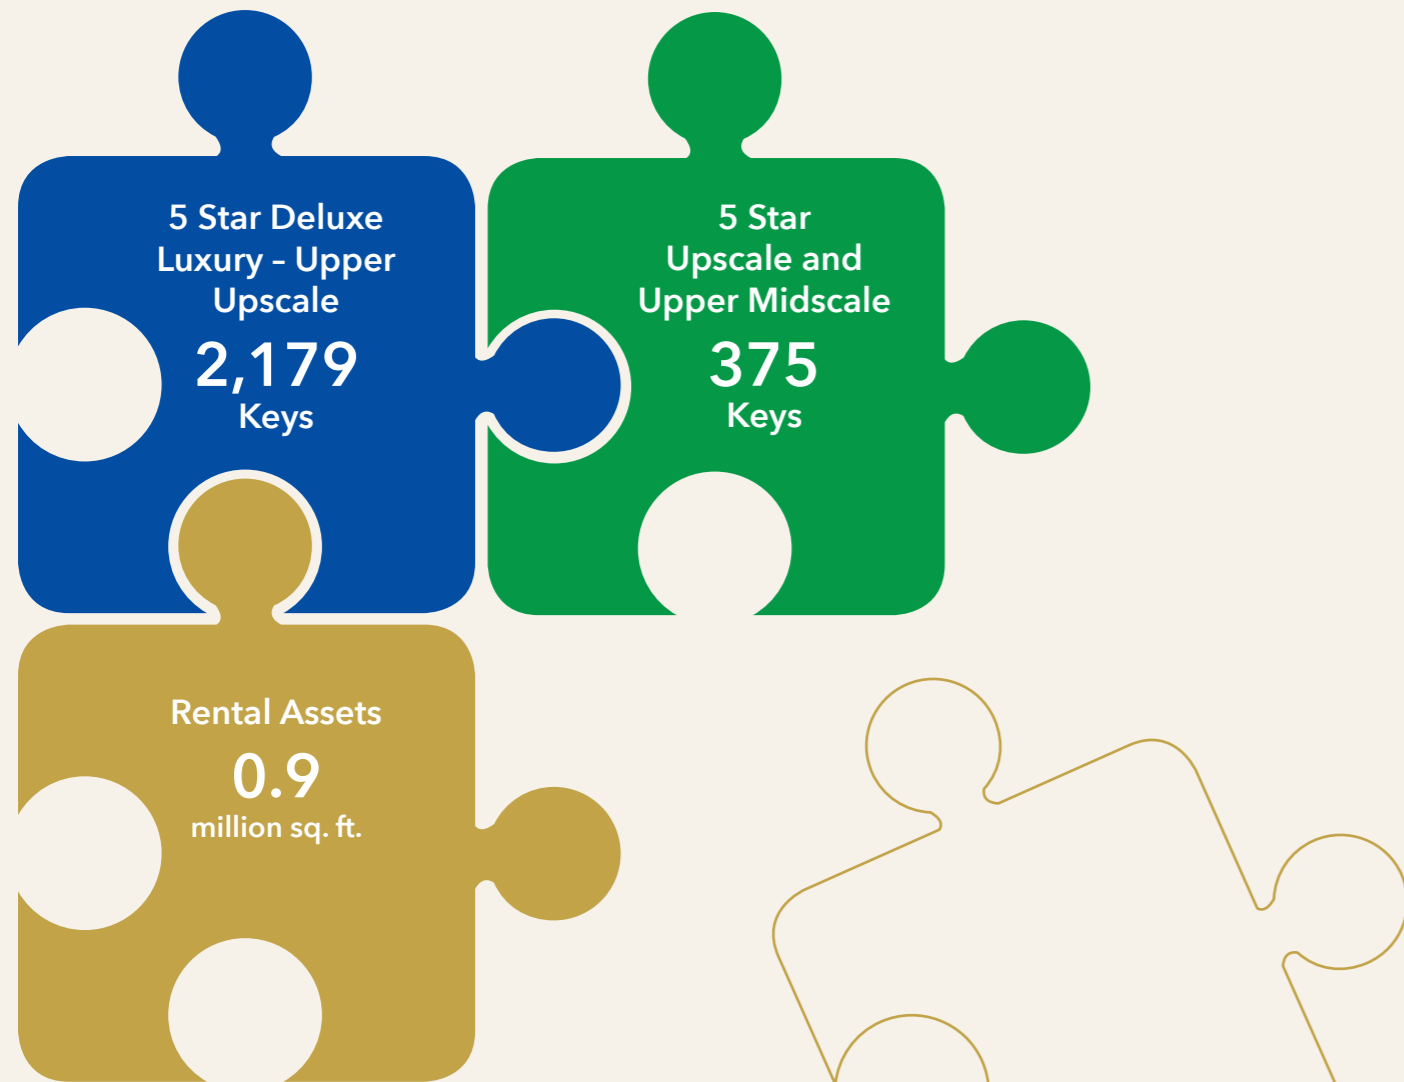 5 Star Deluxe
Luxury – Upper
Upscale
2,179
Keys
5 Star
Upscale and
Upper Midscale
375
Keys
Rental Assets
0.9
million sq. ft.